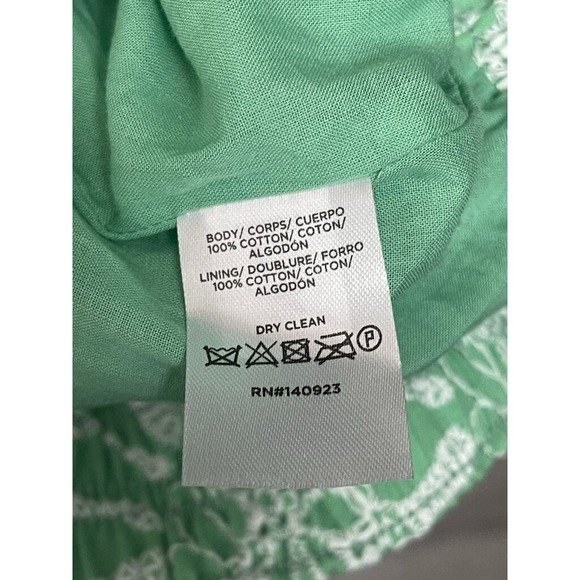 BODY/ CORPS/ CUERPO
100% COTTON/ COTON/
ALGODÓN
LINING/ DOUBLURE/ FORRO
100% COTTON/ COTON/
ALGODÓN
DRY CLEAN
P
RN#140923